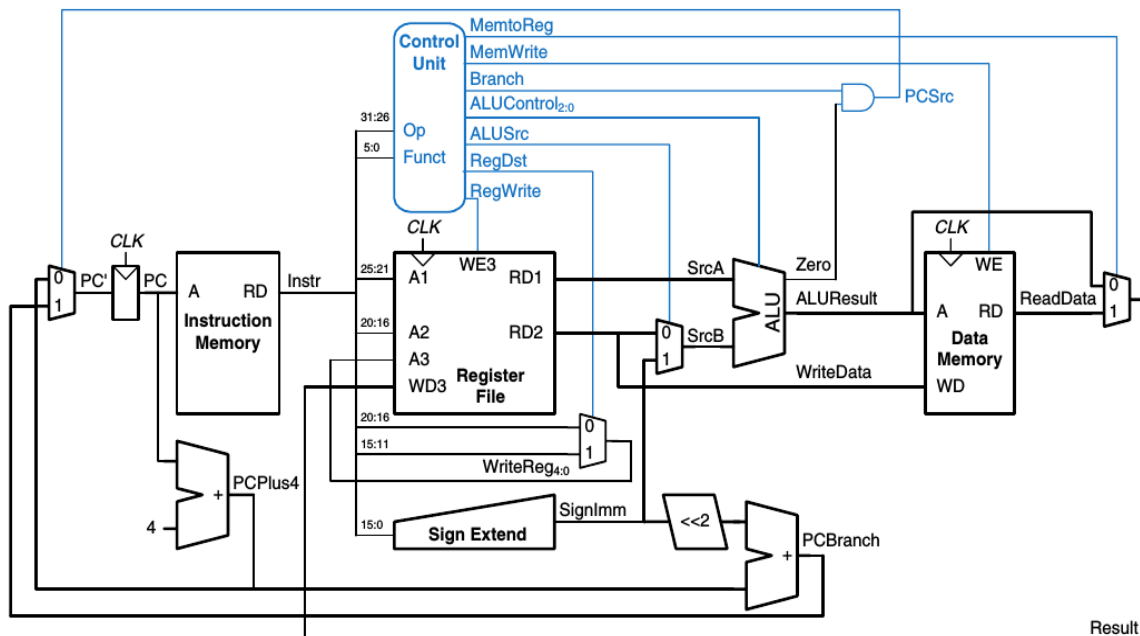 MemtoReg
Control Unit
MemWrite
Branch
PCSrc
ALUControl2:0
31:26
Op
ALUSrc
5:0
Funct
RegDst
RegWrite
CLK
CLK
CLK
0
1
PC'
PC
A
RD
Instruction Memory
Instr
25:21
A1
WE3
RD1
SrcA
Zero
WE
0
1
20:16
A2
RD2
0
1
SrcB
ALU
ALUResult
A
RD
ReadData
Data Memory
A3
WD3
Register File
WriteData
WD
20:16
0
15:11
1
WriteReg4:0
PCPlus4
+
4
SignImm
15:0
Sign Extend
<<2
PCBranch
+
Result